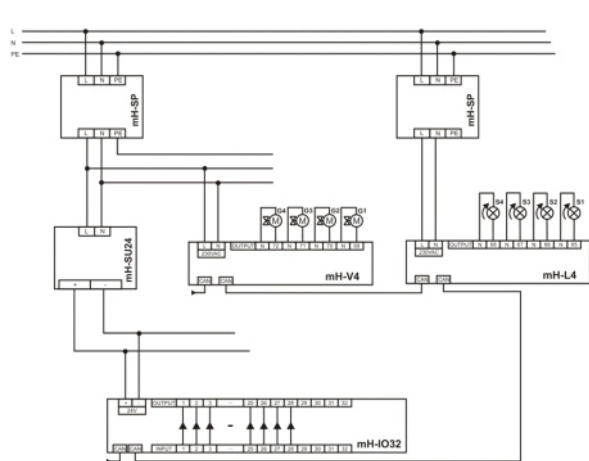 L
N
PE
L N PE
mH-SP
L N PE
L N PE
mH-SP
L N PE
G4 G3 G2 G1
M M M M
S4 S3 S2 S1
L N
mH-SU24
+ -
L N OUTPUT N 72 N 71 N 70 N 69
230VAC
mH-V4
CAN CAN
L N OUTPUT N 68 N 67 N 66 N 65
230VAC
mH-L4
CAN CAN
+ - OUTPUT 1 2 3 - 25 26 27 28 29 30 31 32
24V
-
mH-IO32
CAN CAN INPUT 1 2 3 - 25 26 27 28 29 30 31 32